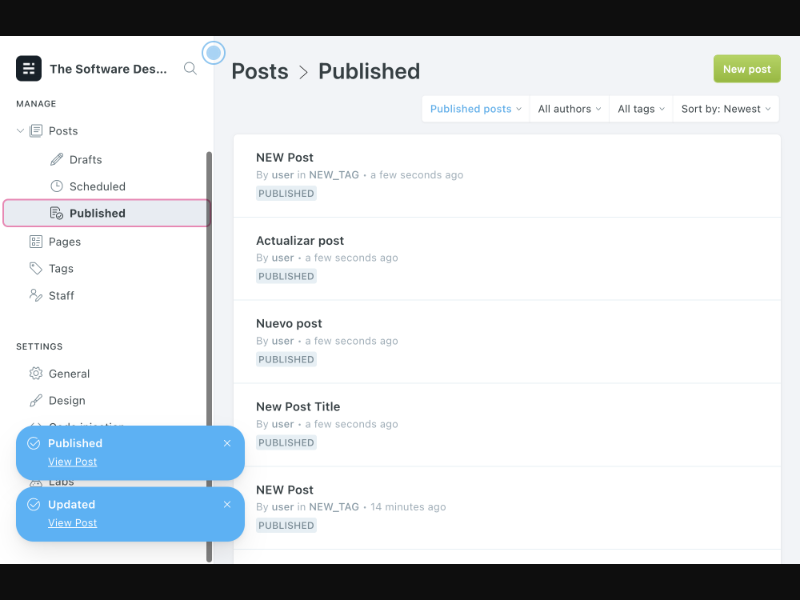 The Software Des...
MANAGE
Posts
Drafts
Scheduled
Published
Pages
Tags
Staff
SETTINGS
General
Design
Published
View Post
Labs
Updated
View Post
Posts > Published
New post
Published posts
All authors
All tags
Sort by: Newest
NEW Post
By user in NEW_TAG • a few seconds ago
PUBLISHED
Actualizar post
By user • a few seconds ago
PUBLISHED
Nuevo post
By user • a few seconds ago
PUBLISHED
New Post Title
By user • a few seconds ago
PUBLISHED
NEW Post
By user in NEW_TAG • 14 minutes ago
PUBLISHED